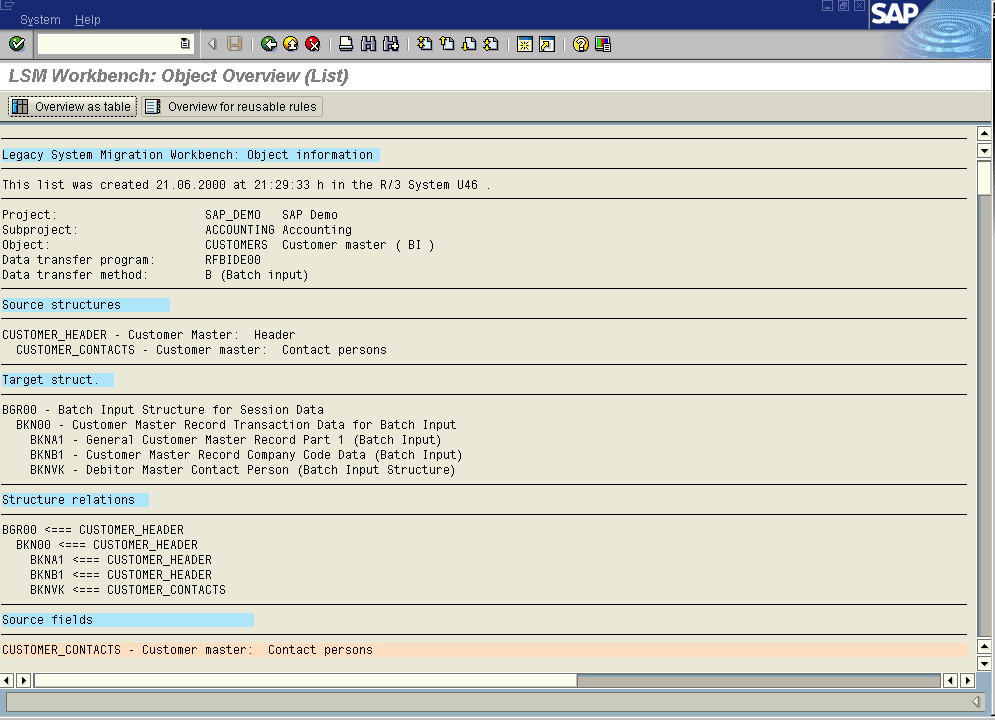 System Help
SAP
LSM Workbench: Object Overview (List)
Overview as table Overview for reusable rules
Legacy System Migration Workbench: Object information
This list was created 21.06.2000 at 21:29:33 h in the R/3 System U46 .
Project: SAP_DEMO SAP Demo
Subproject: ACCOUNTING Accounting
Object: CUSTOMERS Customer master ( BI )
Data transfer program: RFBIDE00
Data transfer method: B (Batch input)
Source structures
CUSTOMER_HEADER - Customer Master: Header
CUSTOMER_CONTACTS - Customer master: Contact persons
Target struct.
BGR00 - Batch Input Structure for Session Data
BKN00 - Customer Master Record Transaction Data for Batch Input
BKNA1 - General Customer Master Record Part 1 (Batch Input)
BKNB1 - Customer Master Record Company Code Data (Batch Input)
BKNVK - Debitor Master Contact Person (Batch Input Structure)
Structure relations
BGR00 <=== CUSTOMER_HEADER
BKN00 <=== CUSTOMER_HEADER
BKNA1 <=== CUSTOMER_HEADER
BKNB1 <=== CUSTOMER_HEADER
BKNVK <=== CUSTOMER_CONTACTS
Source fields
CUSTOMER_CONTACTS - Customer master: Contact persons